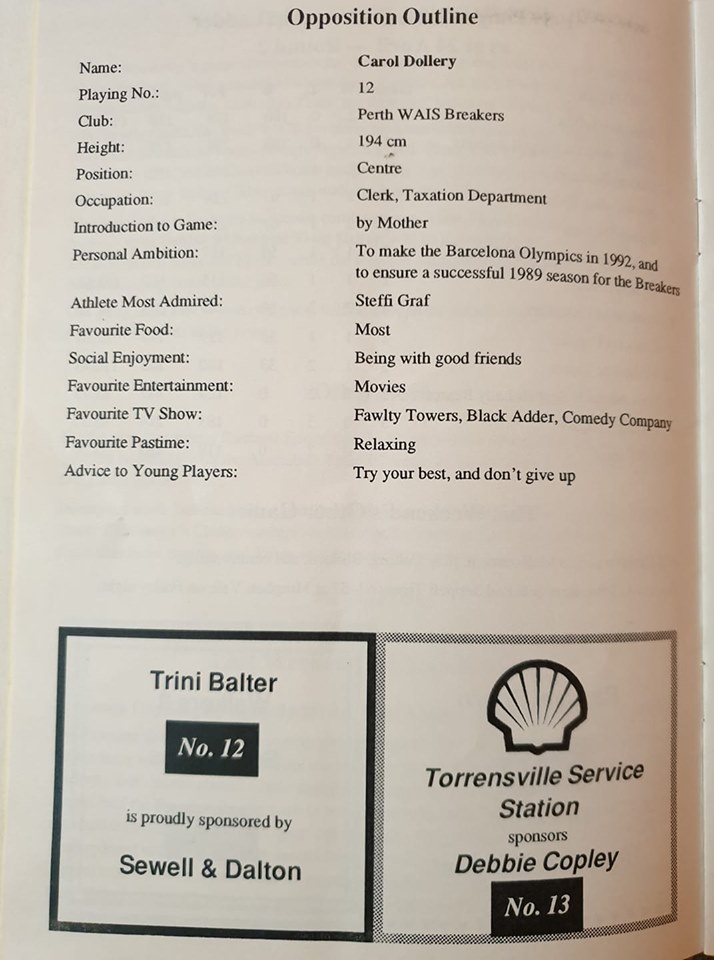 Opposition Outline
Name: Carol Dollery
Playing No.: 12
Club: Perth WAIS Breakers
Height: 194 cm
Position: Centre
Occupation: Clerk, Taxation Department
Introduction to Game: by Mother
Personal Ambition: To make the Barcelona Olympics in 1992, and
to ensure a successful 1989 season for the Breakers
Athlete Most Admired: Steffi Graf
Favourite Food: Most
Social Enjoyment: Being with good friends
Favourite Entertainment: Movies
Favourite TV Show: Fawlty Towers, Black Adder, Comedy Company
Favourite Pastime: Relaxing
Advice to Young Players: Try your best, and don't give up
Trini Balter
No. 12
is proudly sponsored by
Sewell & Dalton
Torrensville Service
Station
sponsors
Debbie Copley
No. 13